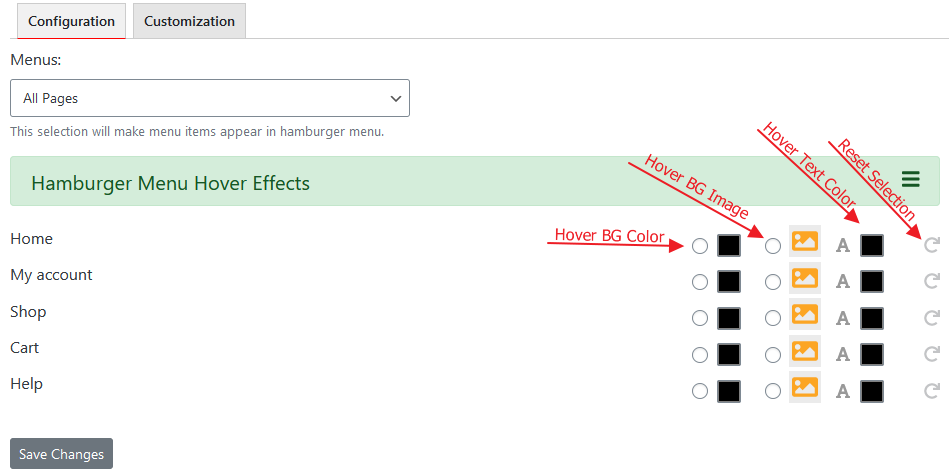 Configuration
Customization
Menus:
All Pages
This selection will make menu items appear in hamburger menu.
Hamburger Menu Hover Effects
Hover BG Color
Hover BG Image
Hover Text Color
Reset Selection
Home
A
My account
A
Shop
A
Cart
A
Help
A
Save Changes